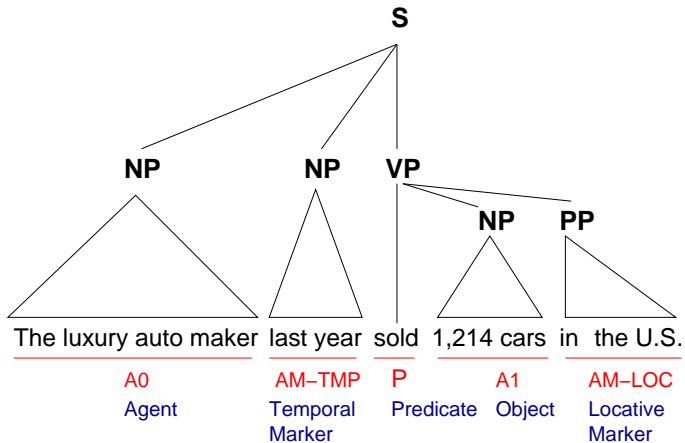 S
NP NP VP
NP PP
The luxury auto maker last year sold 1,214 cars in the U.S.
A0 AM−TMP P A1 AM−LOC
Agent Temporal Predicate Object Locative
Marker Marker